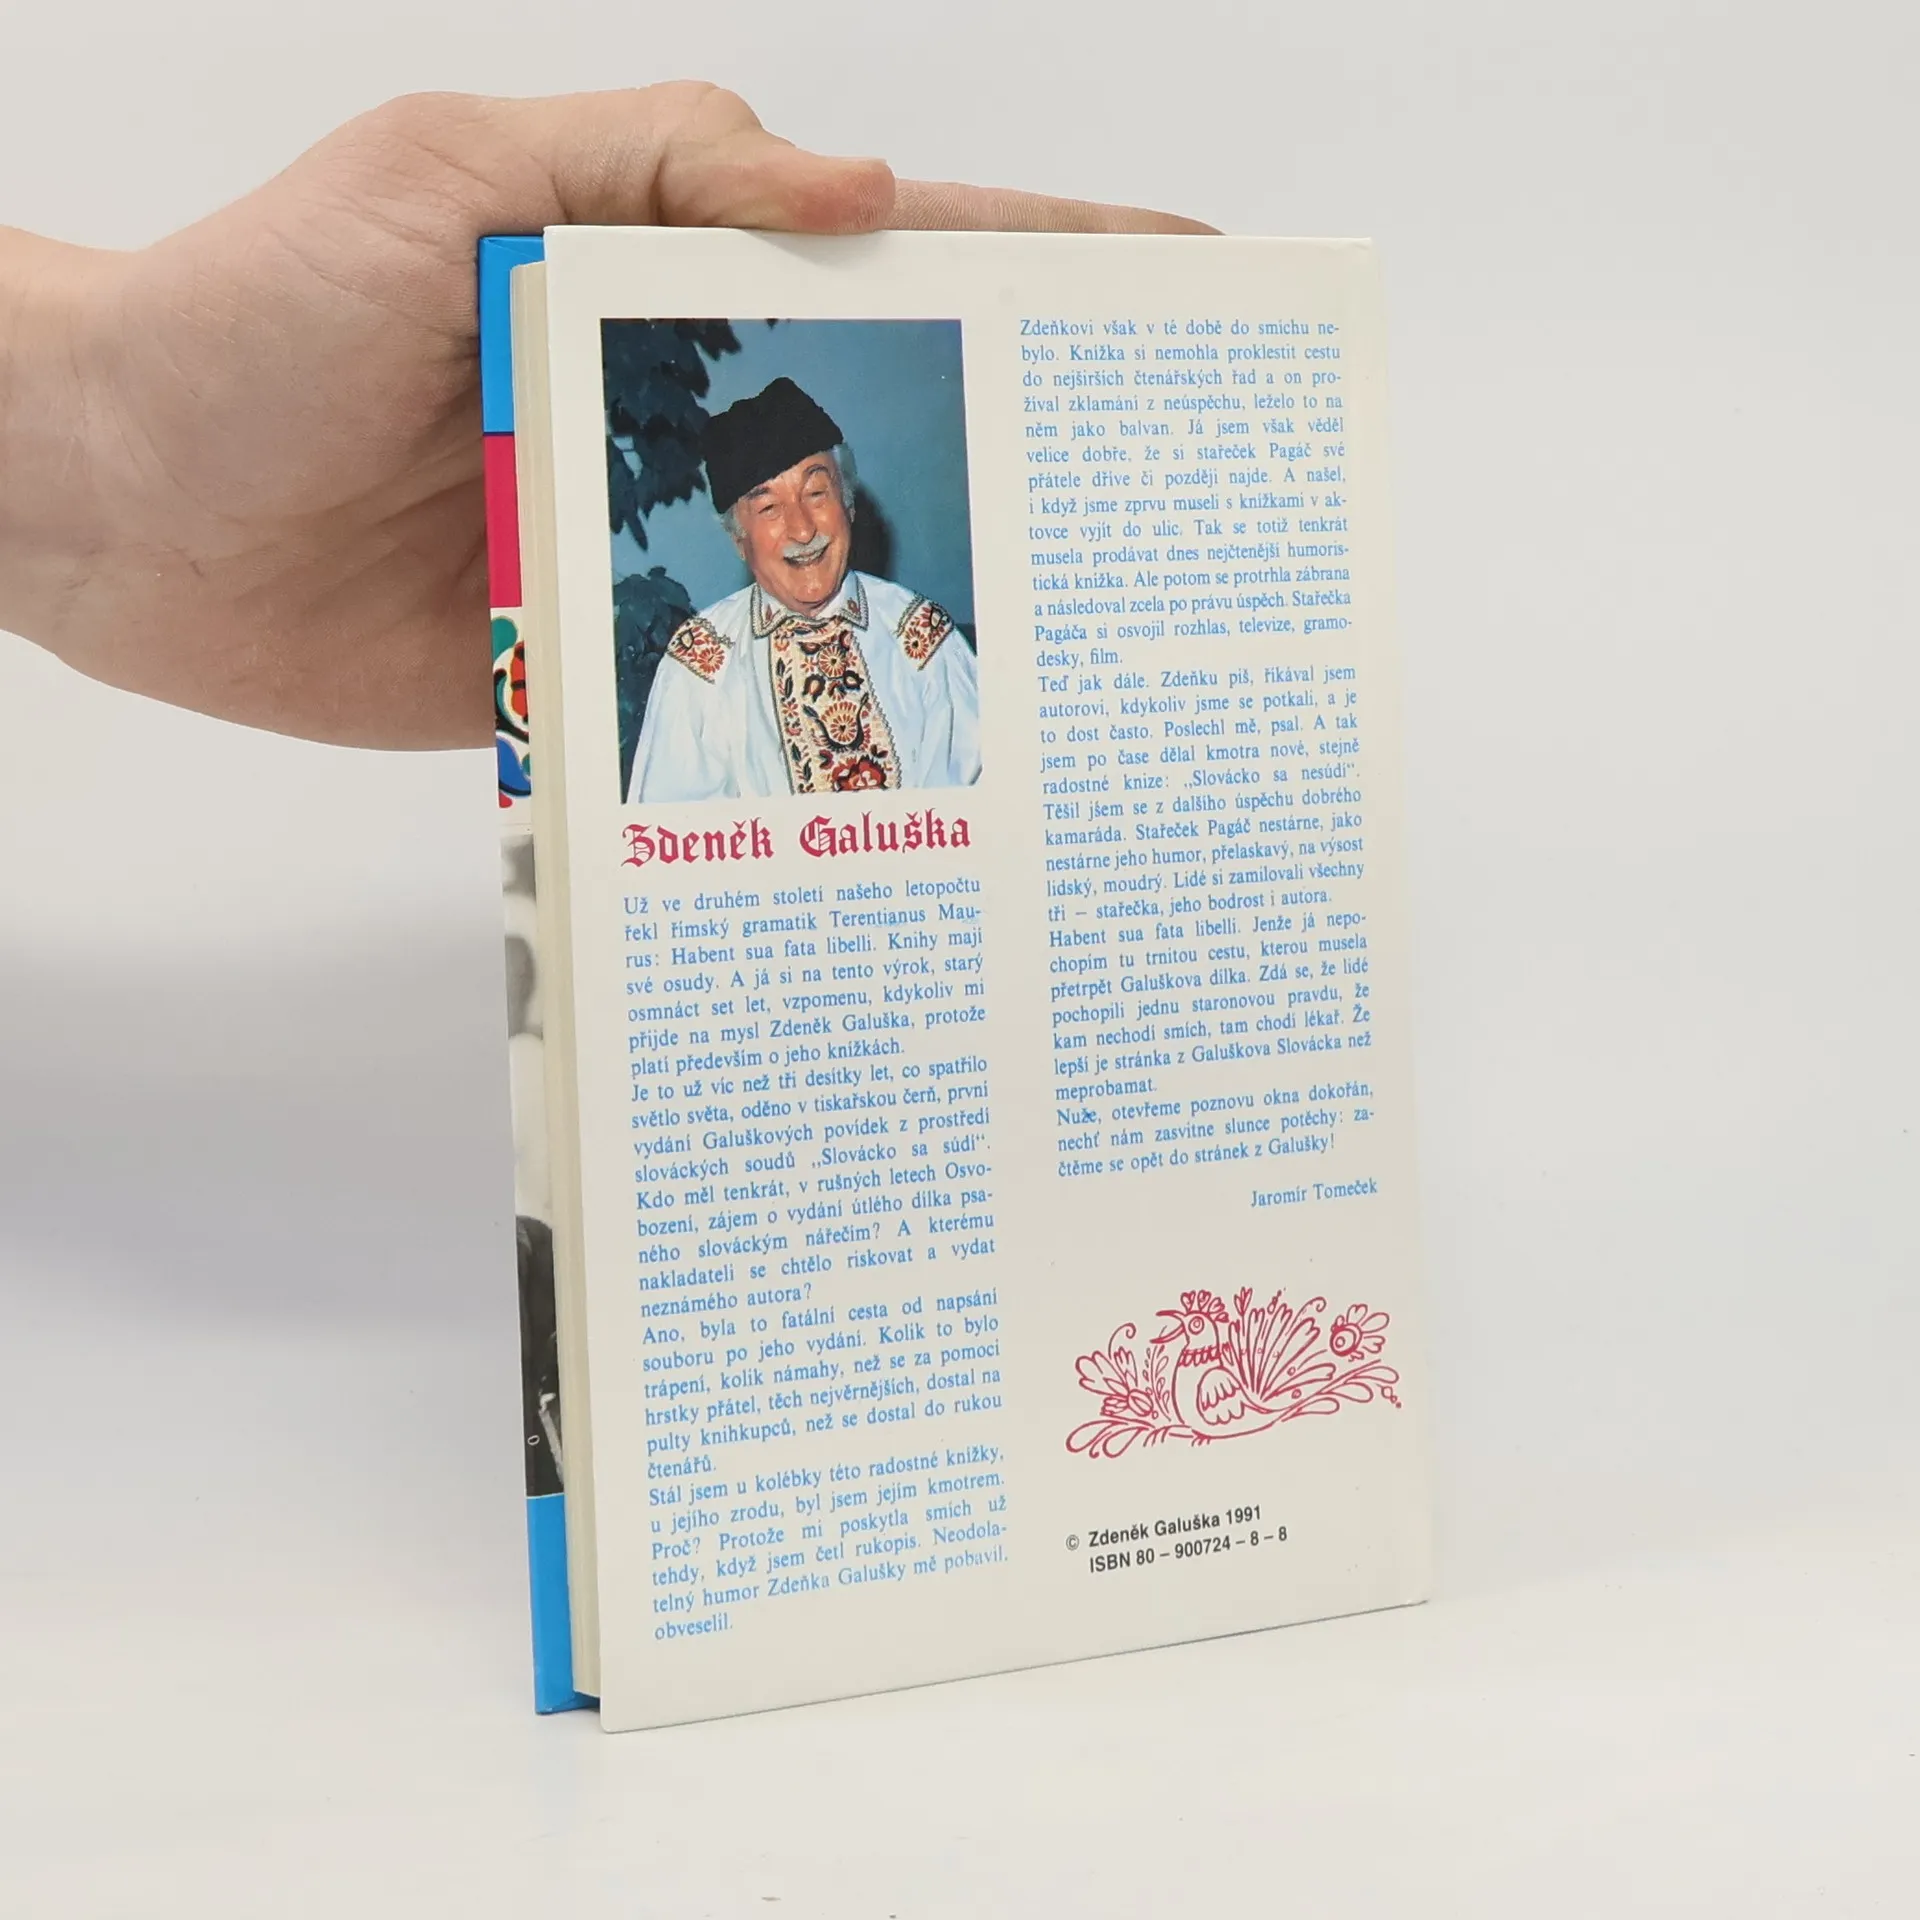 Zdeněk Galuška
Už ve druhém století našeho letopočtu
řekl římský gramatik Terentianus Mau-
rus: Habent sua fata libelli. Knihy mají
své osudy. A já si na tento výrok, starý
osmnáct set let, vzpomenu, kdykoliv mi
přijde na mysl Zdeněk Galuška, protože
platí především o jeho knížkách.
Je to už víc než tři desítky let, co spatřilo
světlo světa, oděno v tiskařskou čerň, první
vydání Galuškových povídek z prostředí
slováckých soudů „Slovácko sa súdí“.
Kdo měl tenkrát, v rušných letech Osvo-
bození, zájem o vydání útlého dílka psa-
ného slováckým nářečím? A kterému
nakladateli se chtělo riskovat a vydat
neznámého autora?
Ano, byla to fatální cesta od napsání
souboru po jeho vydání. Kolik to bylo
trápení, kolik námahy, než se za pomoci
hrstky přátel, těch nejvěrnějších, dostal na
pulty knihkupců, než se dostal do rukou
čtenářů.
Stál jsem u kolébky této radostné knížky,
u jejího zrodu, byl jsem jejím kmotrem.
Proč? Protože mi poskytla smích už
tehdy, když jsem četl rukopis. Neodola-
telný humor Zdeňka Galušky mě pobavil,
obveselil.
Zdeňkovi však v té době do smíchu ne-
bylo. Knížka si nemohla proklestit cestu
do nejširších čtenářských řad a on pro-
žíval zklamání z neúspěchu, leželo to na
něm jako balvan. Já jsem však věděl
velice dobře, že si stařeček Pagáč své
přátele dříve či později najde. A našel,
i když jsme zprvu museli s knížkami v ak-
tovce vyjít do ulic. Tak se totiž tenkrát
musela prodávat dnes nejčtenější humoris-
tická knížka. Ale potom se protrhla zábrana
a následoval zcela po právu úspěch. Stařečka
Pagáča si osvojil rozhlas, televize, gramo-
desky, film.
Teď jak dále. Zdeňku piš, říkával jsem
autorovi, kdykoliv jsme se potkali, a je
to dost často. Poslechl mě, psal. A tak
jsem po čase dělal kmotra nové, stejně
radostné knize: „Slovácko sa nesúdí“.
Těšil jsem se z dalšího úspěchu dobrého
kamaráda. Stařeček Pagáč nestárne, jako
nestárne jeho humor, přelaskavý, na výsost
lidský, moudrý. Lidé si zamilovali všechny
tři – stařečka, jeho bodrost i autora.
Habent sua fata libelli. Jenže já nepo-
chopím tu trnitou cestu, kterou musela
přetrpět Galuškova dílka. Zdá se, že lidé
pochopili jednu staronovou pravdu, že
kam nechodí smích, tam chodí lékař. Že
lepší je stránka z Galuškova Slovácka než
meprobamat.
Nuže, otevřeme poznovu okna dokořán,
nechť nám zasvitne slunce potěchy: za-
čtěme se opět do stránek z Galušky!
Jaromír Tomeček
© Zdeněk Galuška 1991
ISBN 80 – 900724 – 8 – 8